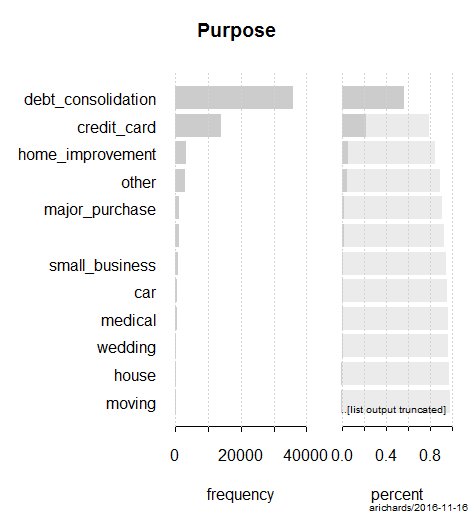 Purpose
debt_consolidation
credit_card
home_improvement
other
major_purchase
small_business
car
medical
wedding
house
moving
..[list output truncated]
0 20000 40000 0.0 0.4 0.8
frequency percent
arichards/2016-11-16